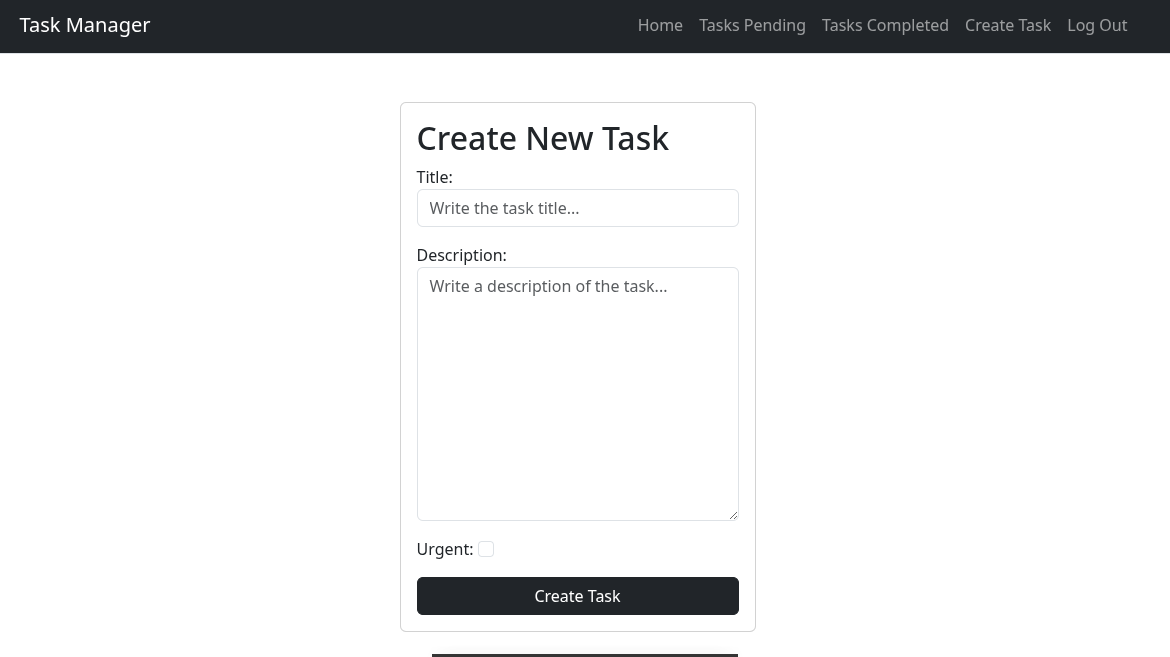 Task Manager
Home Tasks Pending Tasks Completed Create Task Log Out
Create New Task
Title:
Write the task title...
Description:
Write a description of the task...
Urgent:
Create Task